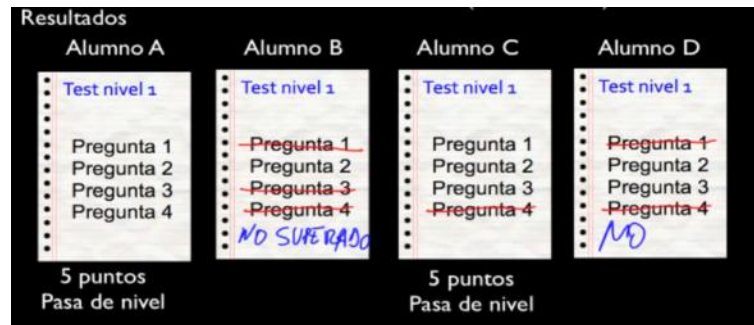 Resultados
Alumno A
Alumno B
Alumno C
Alumno D
Test nivel 1
Pregunta 1
Pregunta 2
Pregunta 3
Pregunta 4
5 puntos
Pasa de nivel
Test nivel 1
Pregunta 1
Pregunta 2
Pregunta 3
Pregunta 4
NO SUPERADO
Test nivel 1
Pregunta 1
Pregunta 2
Pregunta 3
Pregunta 4
5 puntos
Pasa de nivel
Test nivel 1
Pregunta 1
Pregunta 2
Pregunta 3
Pregunta 4
NO